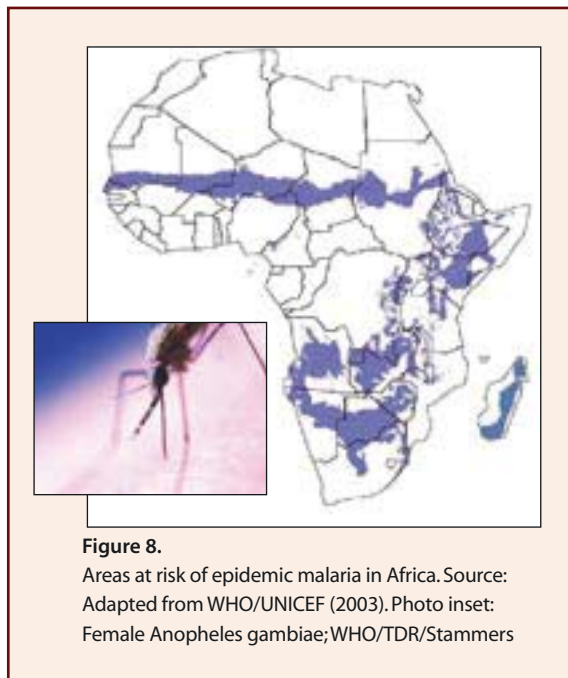 Figure 8.
Areas at risk of epidemic malaria in Africa. Source:
Adapted from WHO/UNICEF (2003). Photo inset:
Female Anopheles gambiae; WHO/TDR/Stammers